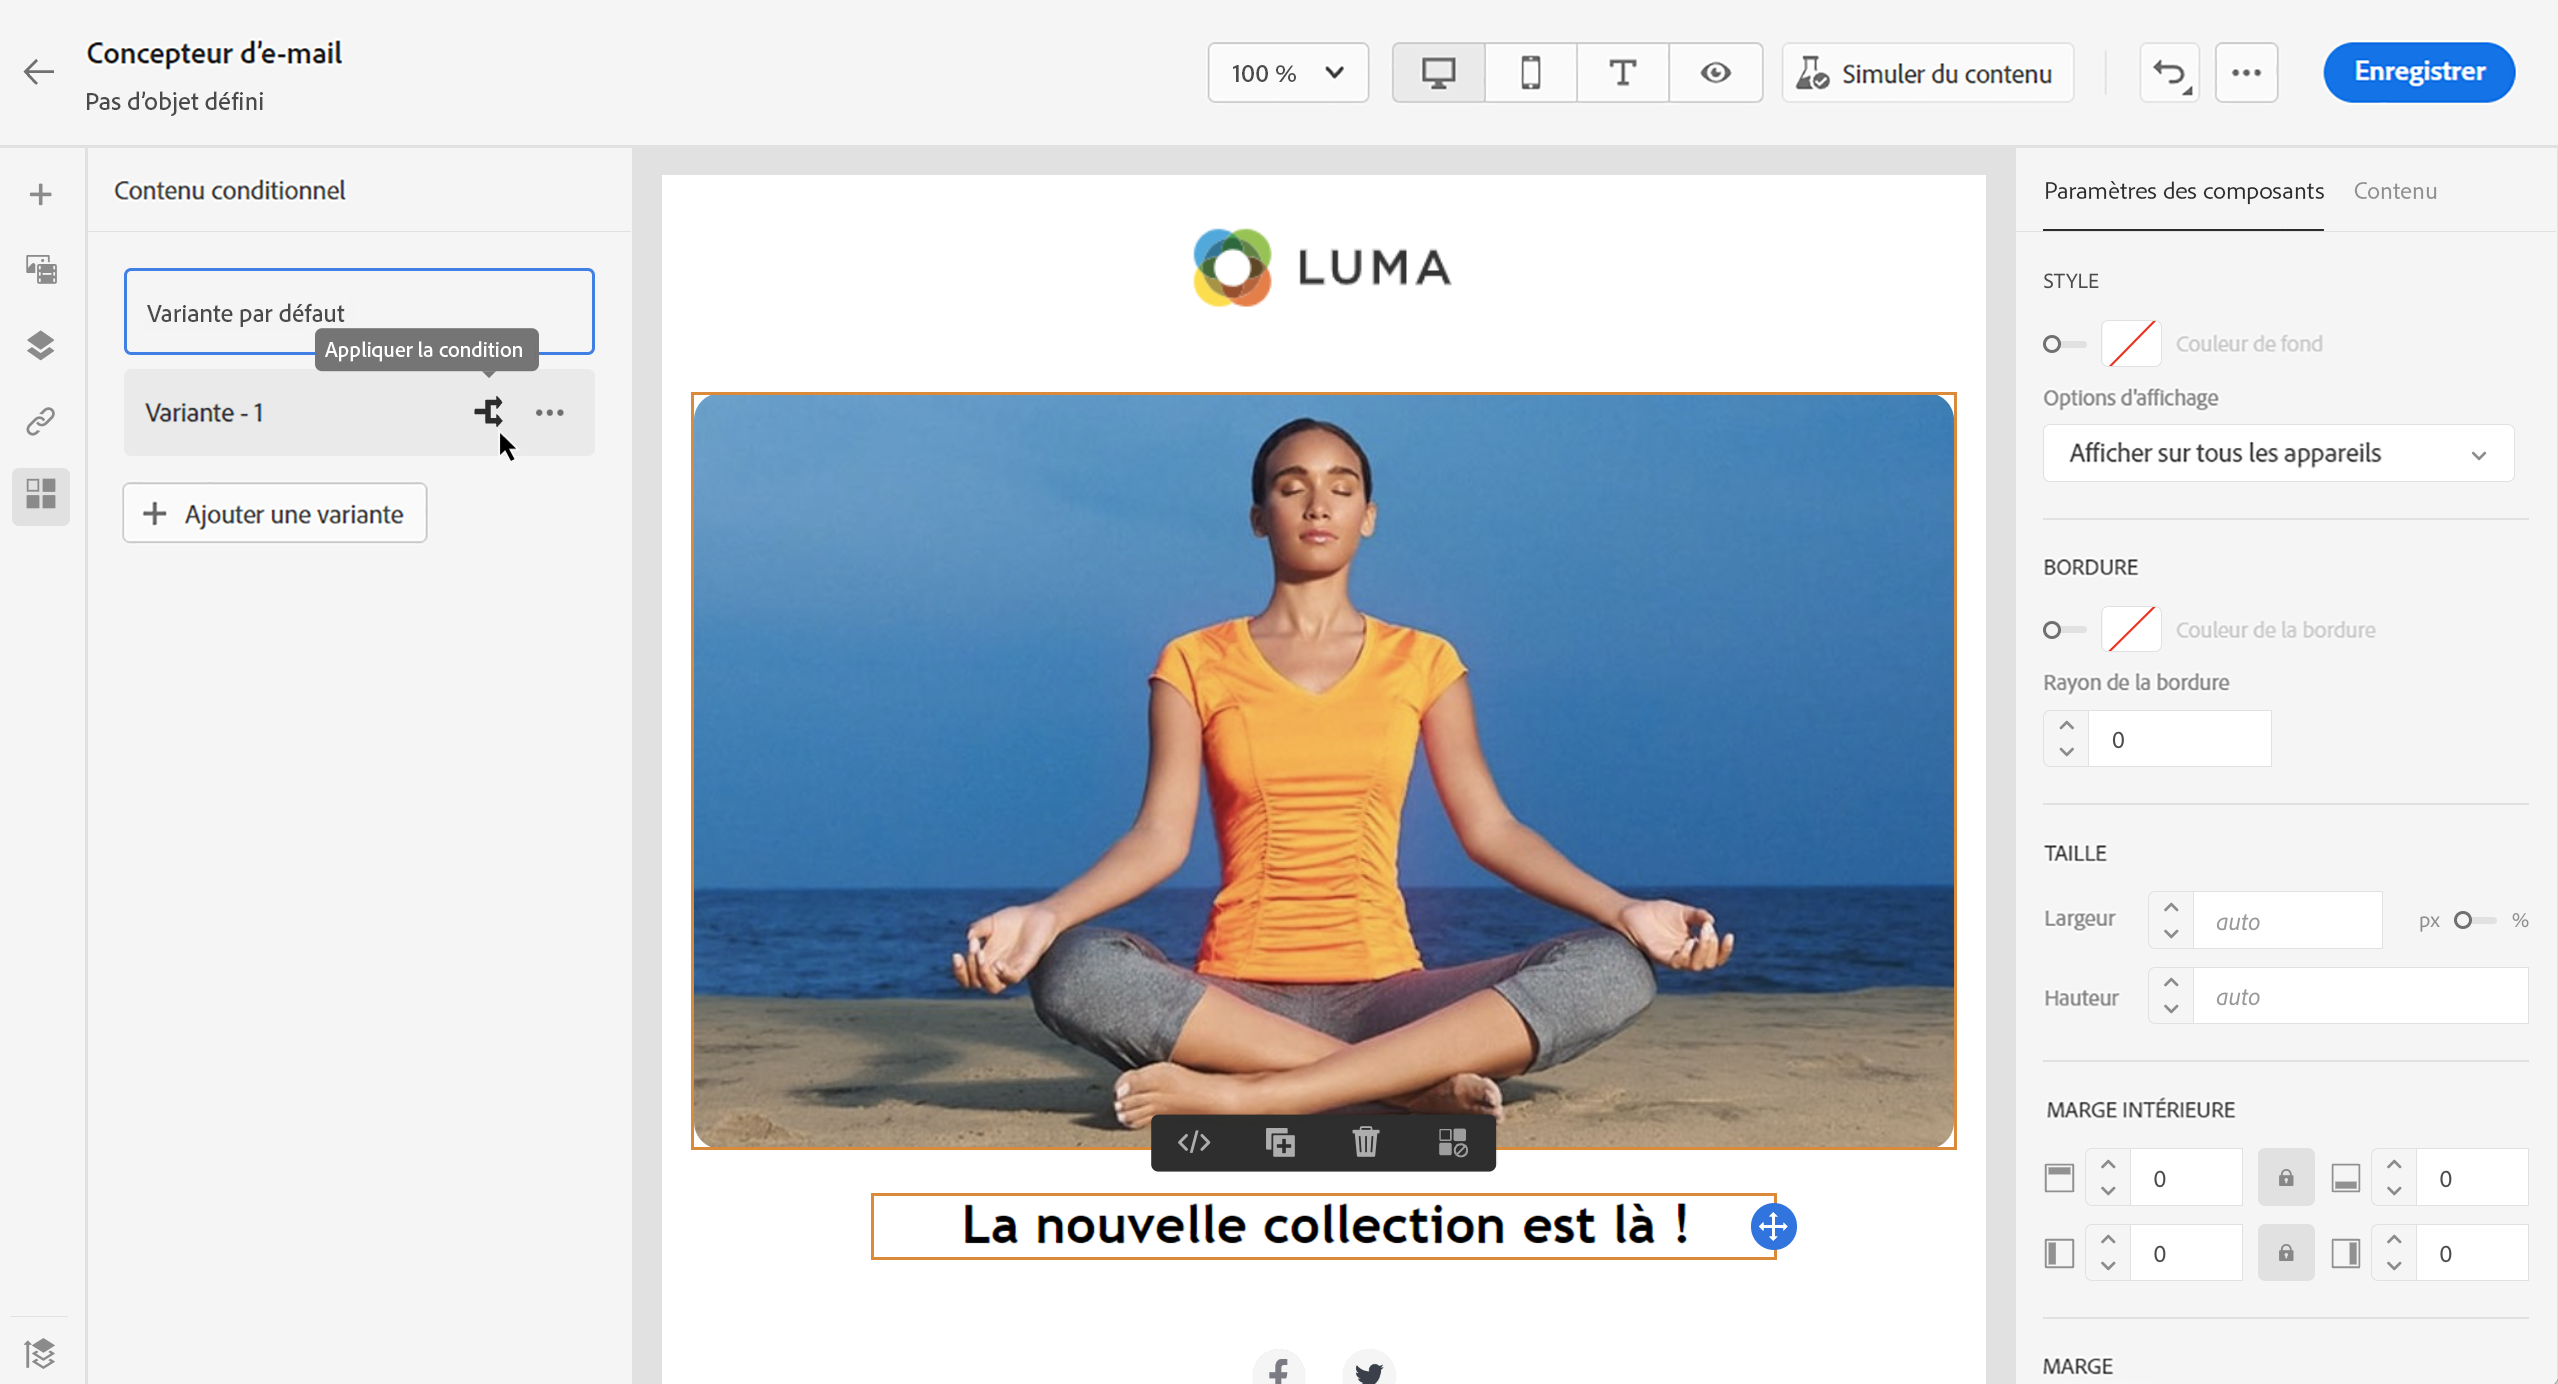 Concepteur d'e-mail
Pas d'objet défini
100 %
Simuler du contenu
Enregistrer
Contenu conditionnel
Variante par défaut
Appliquer la condition
Variante - 1
Ajouter une variante
LUMA
La nouvelle collection est là !
Paramètres des composants
Contenu
STYLE
Couleur de fond
Options d'affichage
Afficher sur tous les appareils
BORDURE
Couleur de la bordure
Rayon de la bordure
0
TAILLE
Largeur
auto
px
%
Hauteur
auto
MARGE INTÉRIEURE
0
0
0
0
MARGE